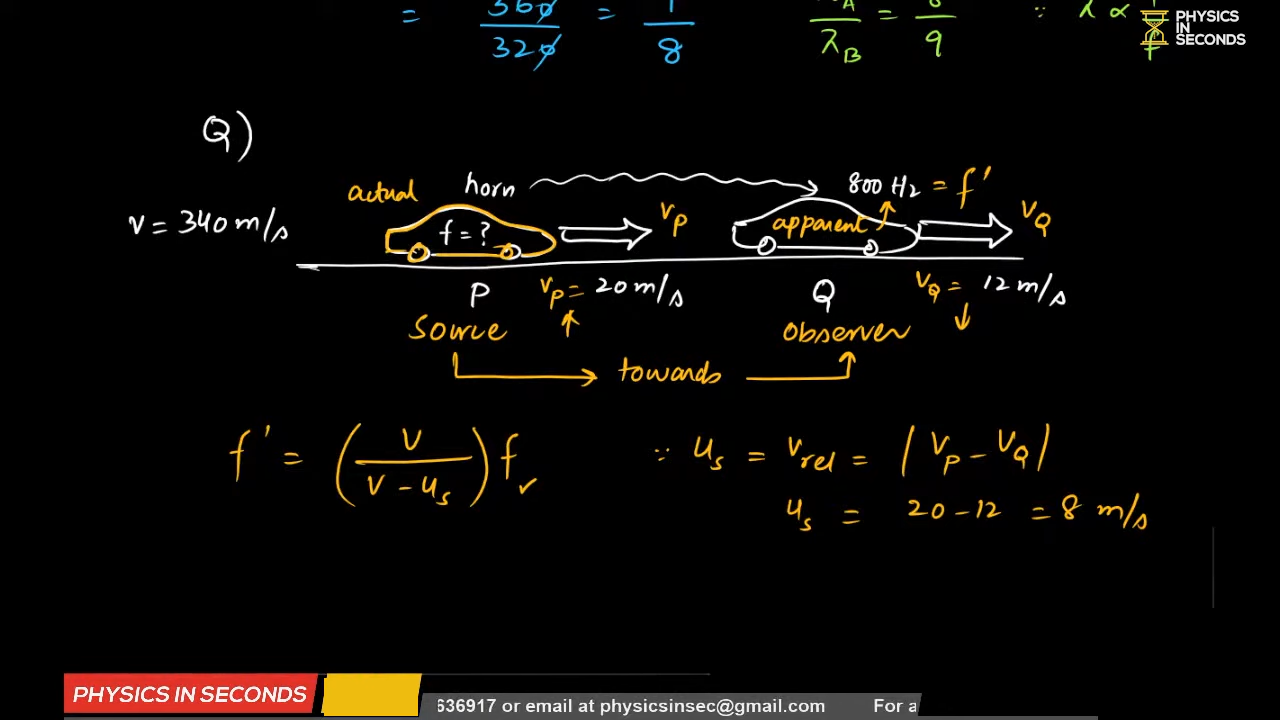 = 360/320 = /8 λA/λB = 8/9 ∵ λ ∝ 1/f
PHYSICS
IN
SECONDS
Q)
actual horn 800 Hz = f'
v = 340 m/s f = ? vP apparent vQ
P vP = 20 m/s Q vQ = 12 m/s
Source observer
towards
f' = (v/(v - us)) f ∵ us = vrel = |vP - vQ|
us = 20 - 12 = 8 m/s
PHYSICS IN SECONDS
636917 or email at physicsinsec@gmail.com For a